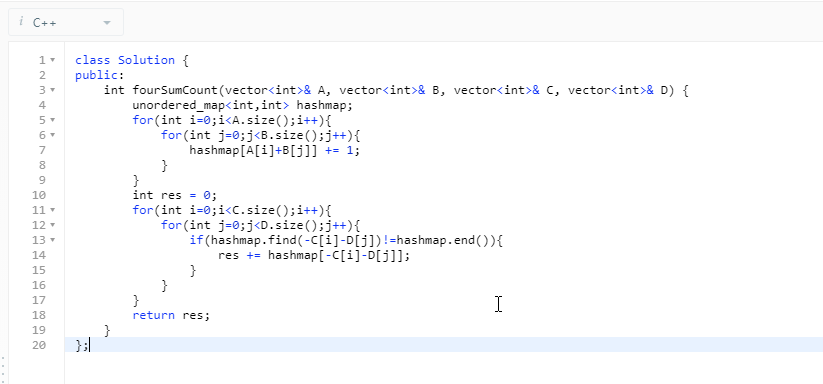 i C++
1 class Solution {
2 public:
3     int fourSumCount(vector<int>& A, vector<int>& B, vector<int>& C, vector<int>& D) {
4         unordered_map<int,int> hashmap;
5         for(int i=0;i<A.size();i++){
6             for(int j=0;j<B.size();j++){
7                 hashmap[A[i]+B[j]] += 1;
8             }
9         }
10         int res = 0;
11         for(int i=0;i<C.size();i++){
12             for(int j=0;j<D.size();j++){
13                 if(hashmap.find(-C[i]-D[j])!=hashmap.end()){
14                     res += hashmap[-C[i]-D[j]];
15                 }
16             }
17         }
18         return res;
19     }
20 };